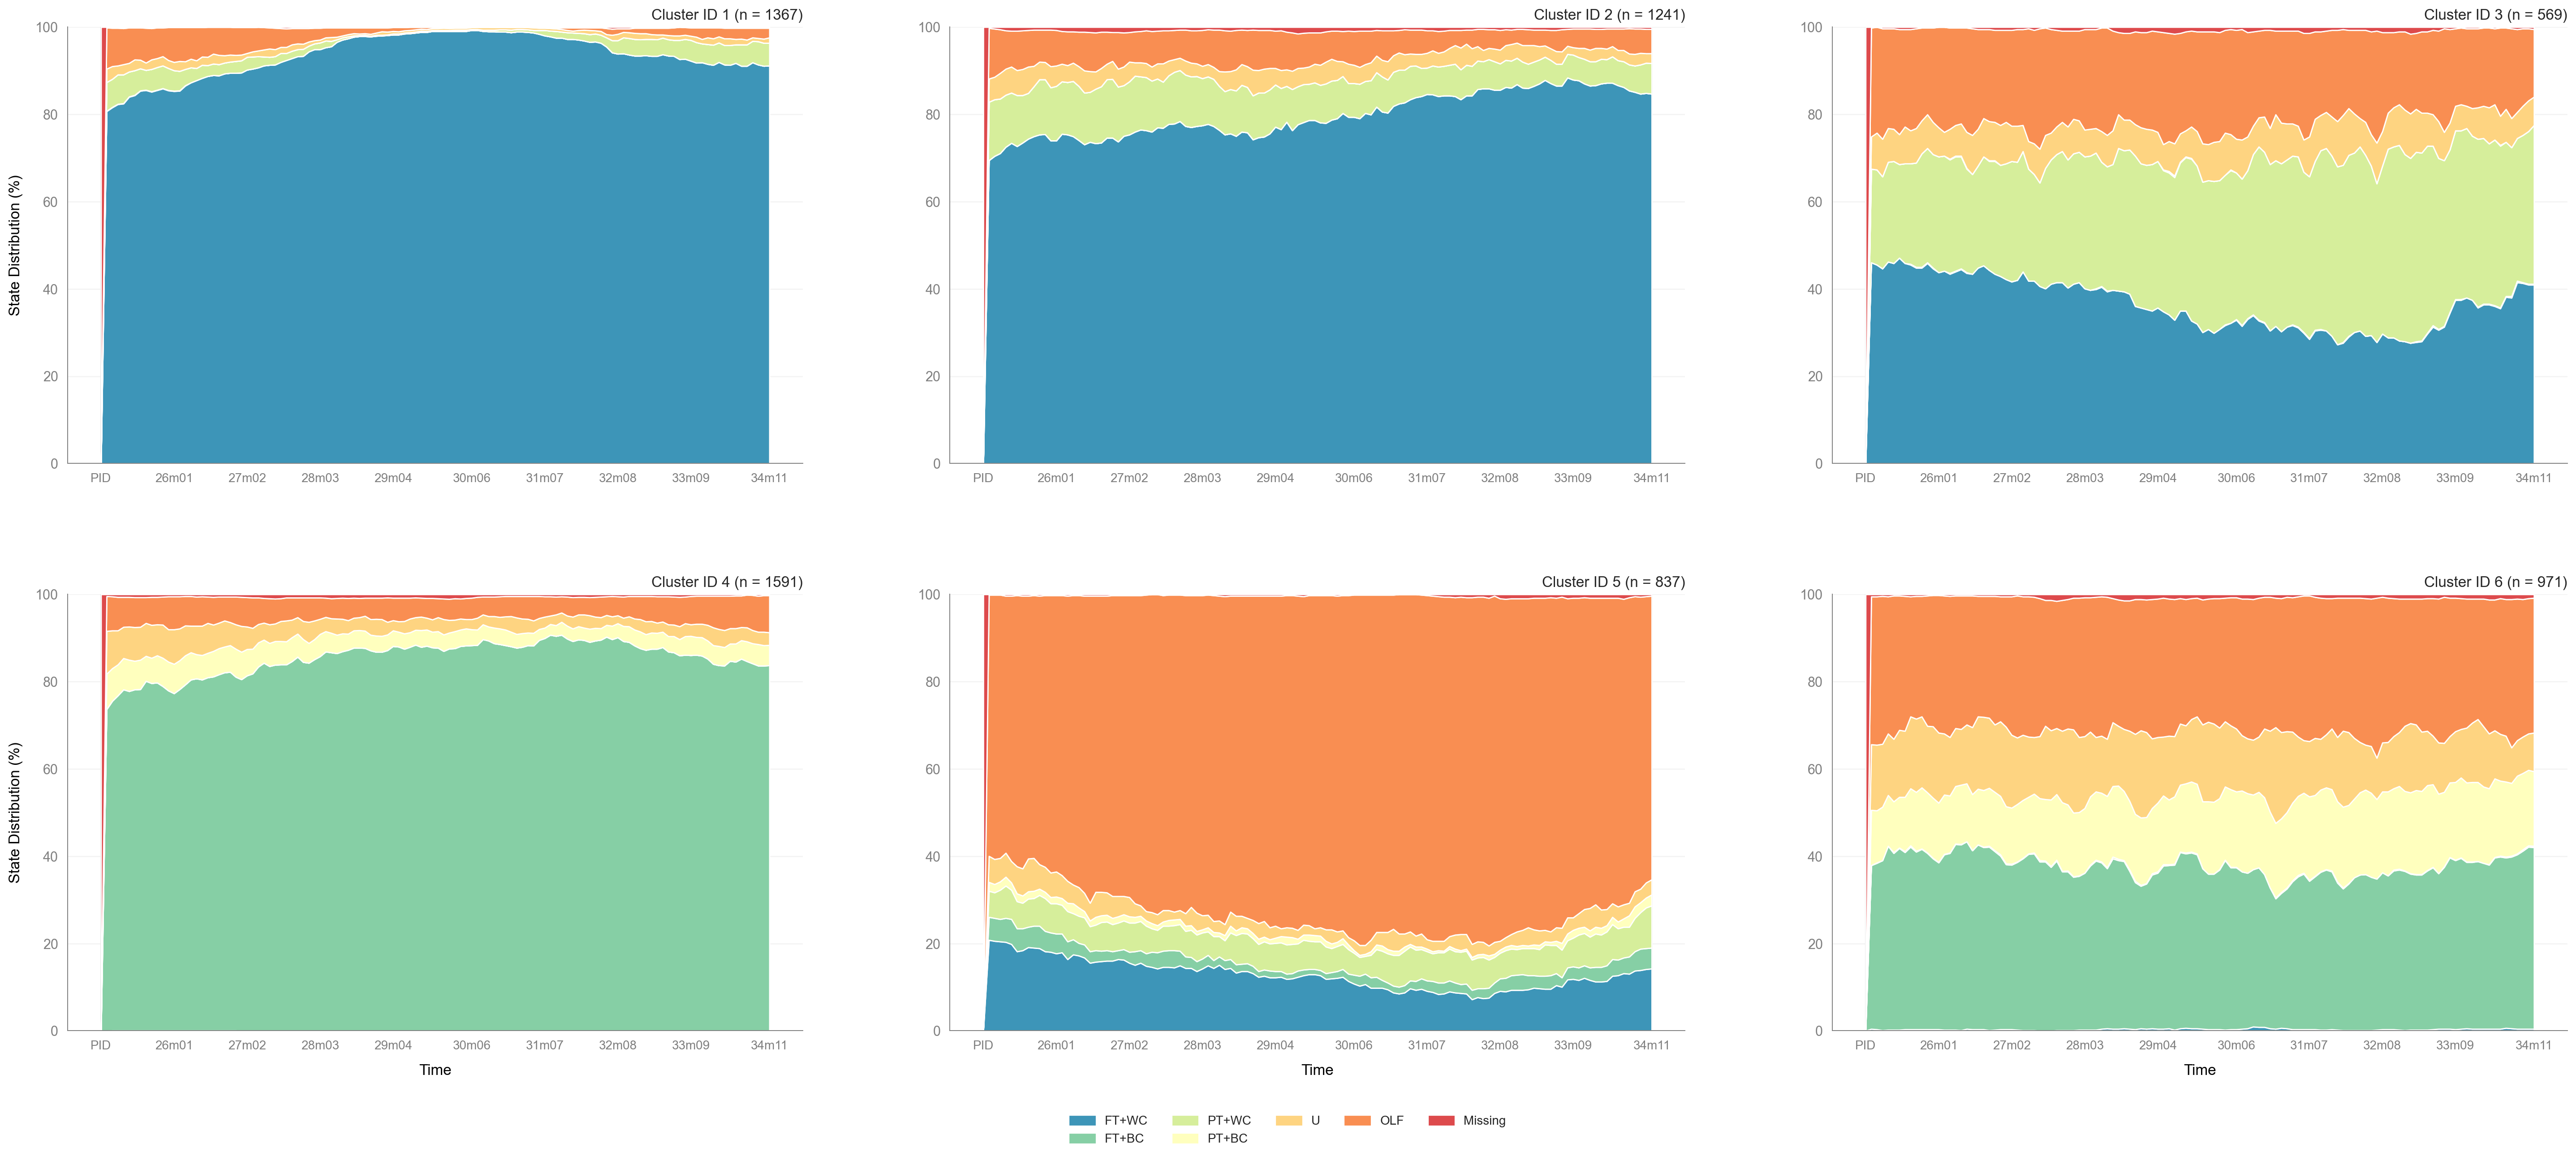 Cluster ID 1 (n = 1367)
100
80
60
40
20
0
State Distribution (%)
PID 26m01 27m02 28m03 29m04 30m06 31m07 32m08 33m09 34m11
Cluster ID 2 (n = 1241)
100
80
60
40
20
0
PID 26m01 27m02 28m03 29m04 30m06 31m07 32m08 33m09 34m11
Cluster ID 3 (n = 569)
100
80
60
40
20
0
PID 26m01 27m02 28m03 29m04 30m06 31m07 32m08 33m09 34m11
Cluster ID 4 (n = 1591)
100
80
60
40
20
0
State Distribution (%)
PID 26m01 27m02 28m03 29m04 30m06 31m07 32m08 33m09 34m11
Time
Cluster ID 5 (n = 837)
100
80
60
40
20
0
PID 26m01 27m02 28m03 29m04 30m06 31m07 32m08 33m09 34m11
Time
Cluster ID 6 (n = 971)
100
80
60
40
20
0
PID 26m01 27m02 28m03 29m04 30m06 31m07 32m08 33m09 34m11
Time
FT+WC PT+WC U OLF Missing
FT+BC PT+BC